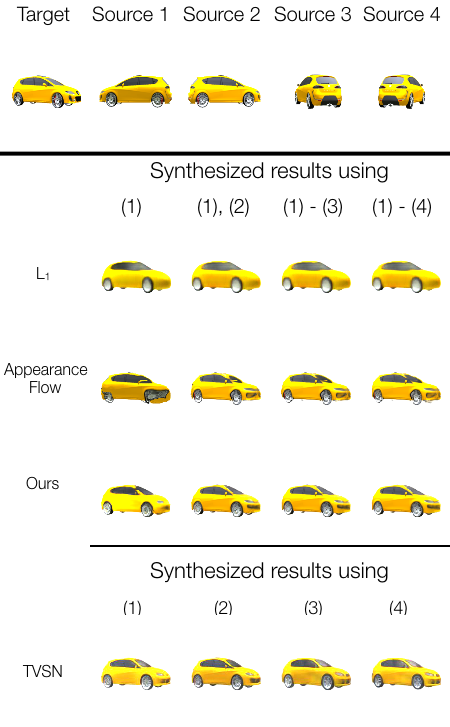 Target Source 1 Source 2 Source 3 Source 4
Synthesized results using
(1) (1), (2) (1) - (3) (1) - (4)
L₁
Appearance
Flow
Ours
Synthesized results using
(1) (2) (3) (4)
TVSN